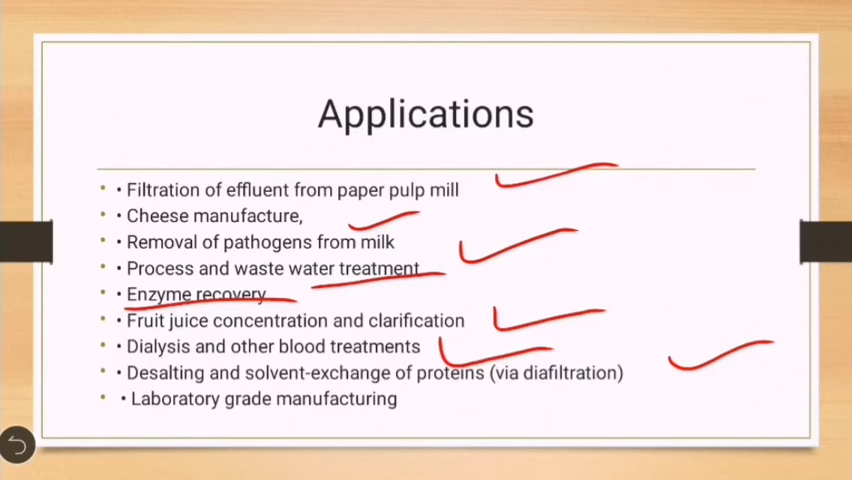 Applications
• • Filtration of effluent from paper pulp mill
• • Cheese manufacture,
• • Removal of pathogens from milk
• • Process and waste water treatment
• • Enzyme recovery
• • Fruit juice concentration and clarification
• • Dialysis and other blood treatments
• • Desalting and solvent-exchange of proteins (via diafiltration)
• • Laboratory grade manufacturing